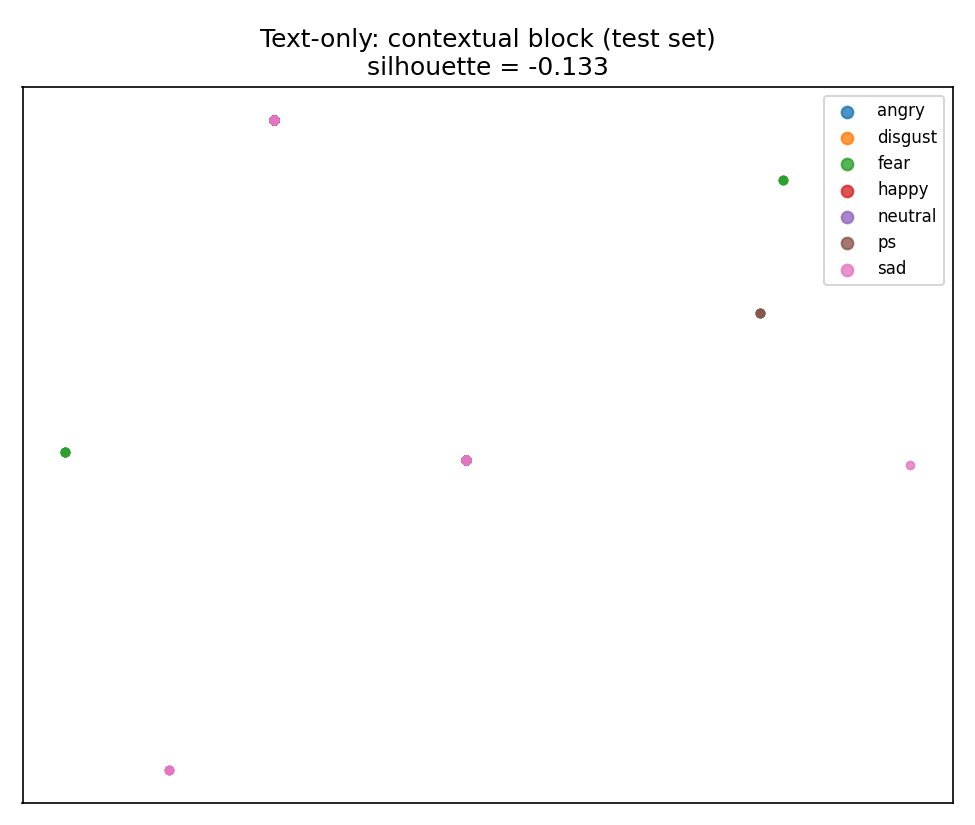 Text-only: contextual block (test set)
silhouette = -0.133
angry
disgust
fear
happy
neutral
ps
sad